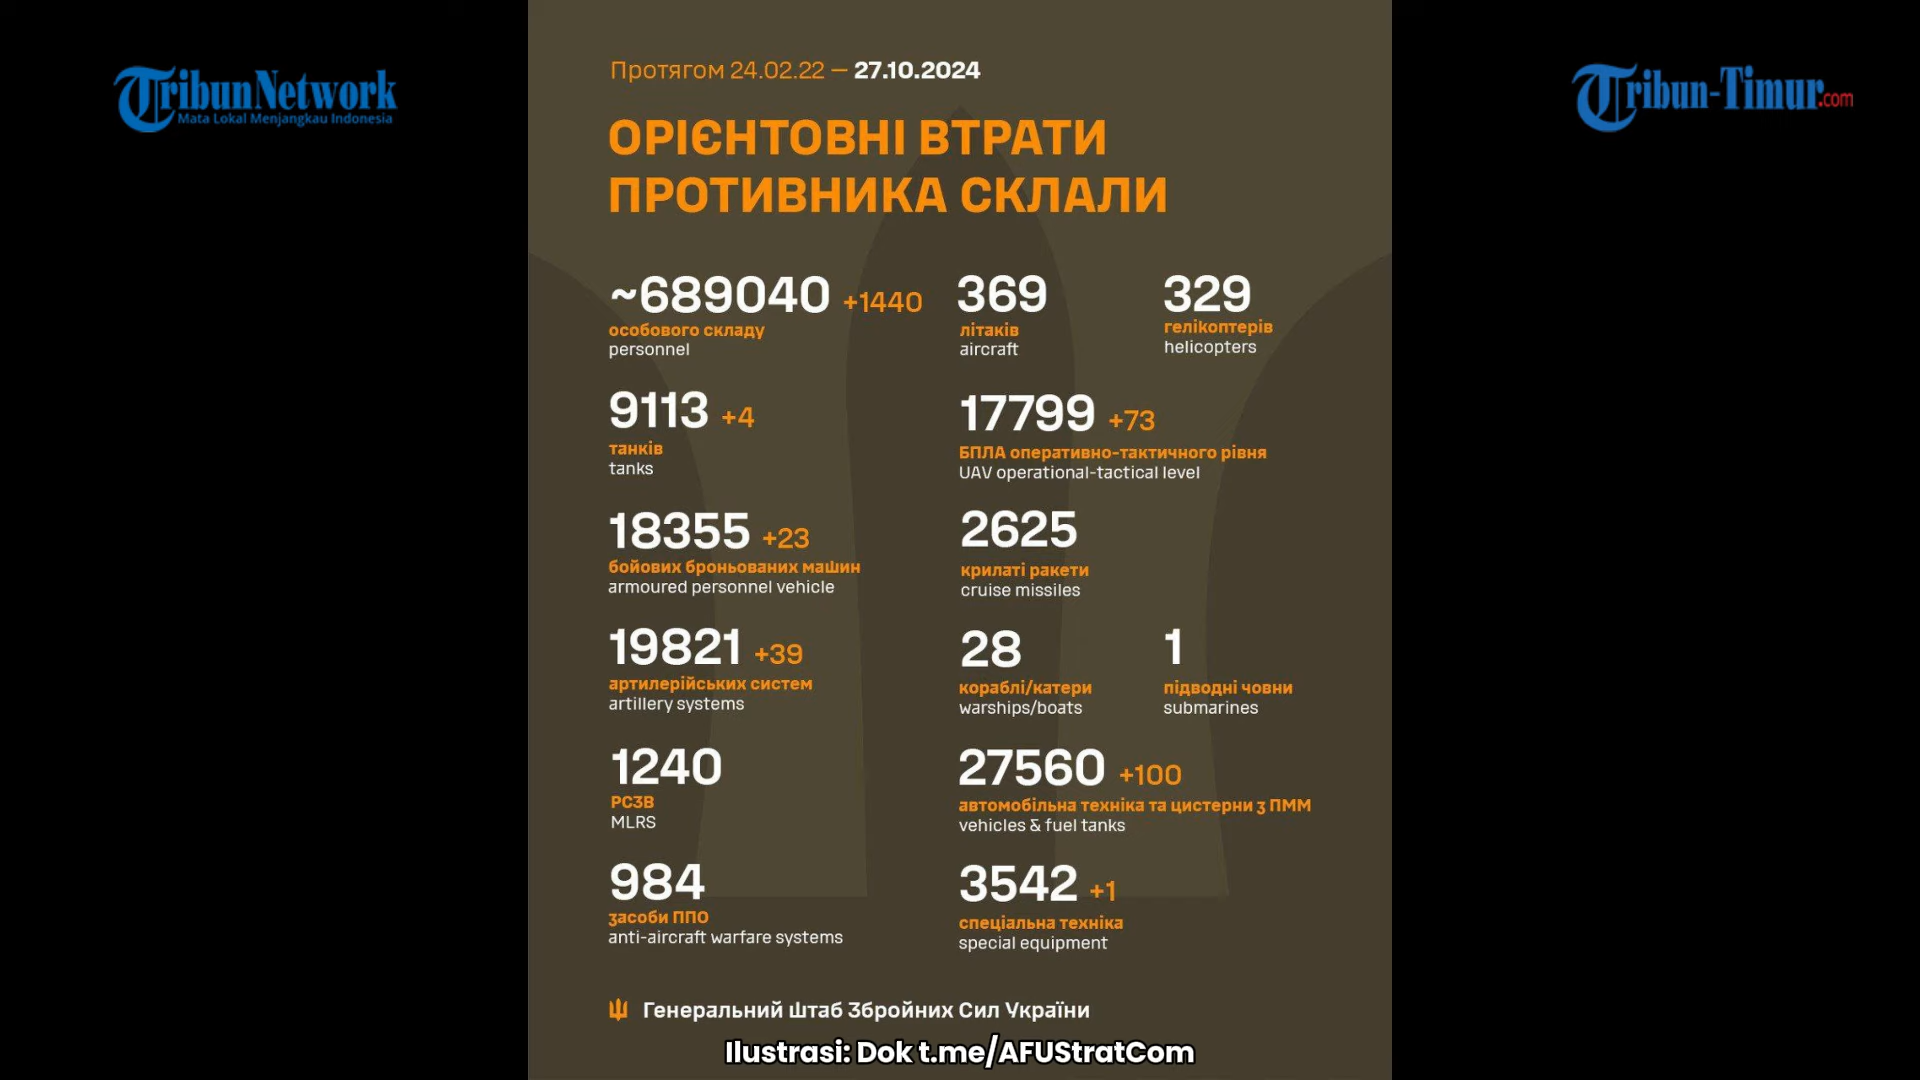 TribunNetwork
Mata Lokal Menjangkau Indonesia
Tribun-Timur.com
Протягом 24.02.22 — 27.10.2024
ОРІЄНТОВНІ ВТРАТИ
ПРОТИВНИКА СКЛАЛИ
~689040 +1440
особового складу
personnel
369
літаків
aircraft
329
гелікоптерів
helicopters
9113 +4
танків
tanks
17799 +73
БПЛА оперативно-тактичного рівня
UAV operational-tactical level
18355 +23
бойових броньованих машин
armoured personnel vehicle
2625
крилаті ракети
cruise missiles
19821 +39
артилерійських систем
artillery systems
28
кораблі/катери
warships/boats
1
підводні човни
submarines
1240
РСЗВ
MLRS
27560 +100
автомобільна техніка та цистерни з ПММ
vehicles & fuel tanks
984
засоби ППО
anti-aircraft warfare systems
3542 +1
спеціальна техніка
special equipment
Генеральний штаб Збройних Сил України
Ilustrasi: Dok t.me/AFUStratCom